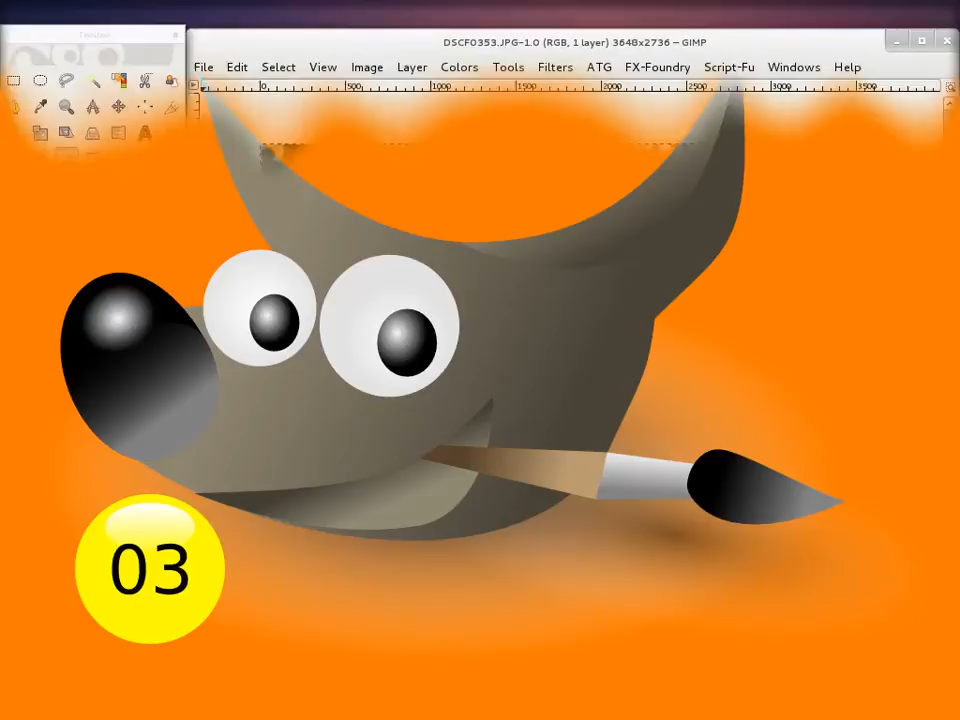 DSCF0353.JPG-1.0 (RGB, 1 layer) 3648x2736 – GIMP
File Edit Select View Image Layer Colors Tools Filters ATG FX-Foundry Script-Fu Windows Help
0 500 1000 1500 2000 2500 3000 3500
03